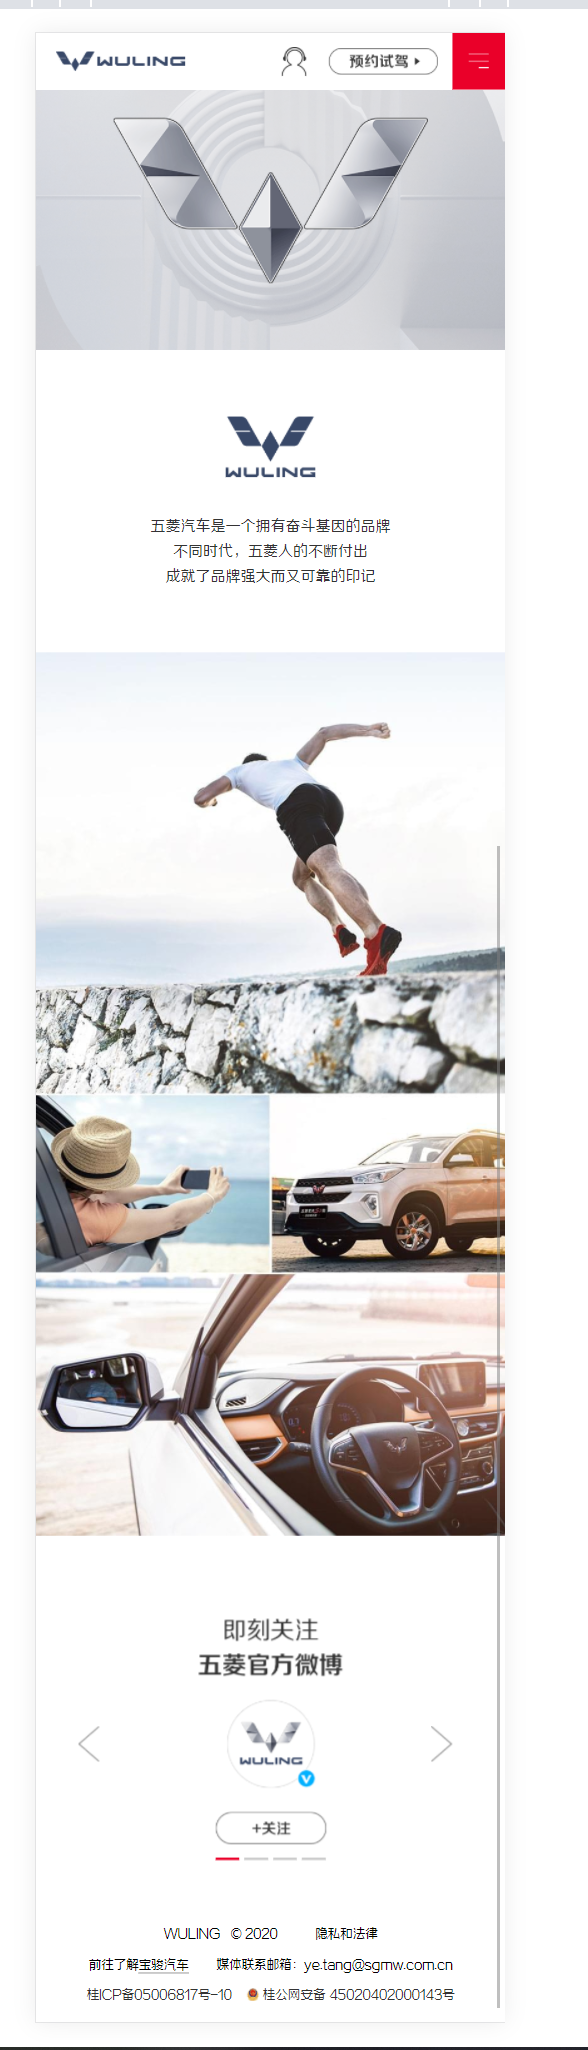 WULING
预约试驾
WULING
五菱汽车是一个拥有奋斗基因的品牌
不同时代，五菱人的不断付出
成就了品牌强大而又可靠的印记
即刻关注
五菱官方微博
WULING
+关注
WULING © 2020 隐私和法律
前往了解宝骏汽车 媒体联系邮箱：ye.tang@sgmw.com.cn
桂ICP备05006817号-10 桂公网安备 45020402000143号